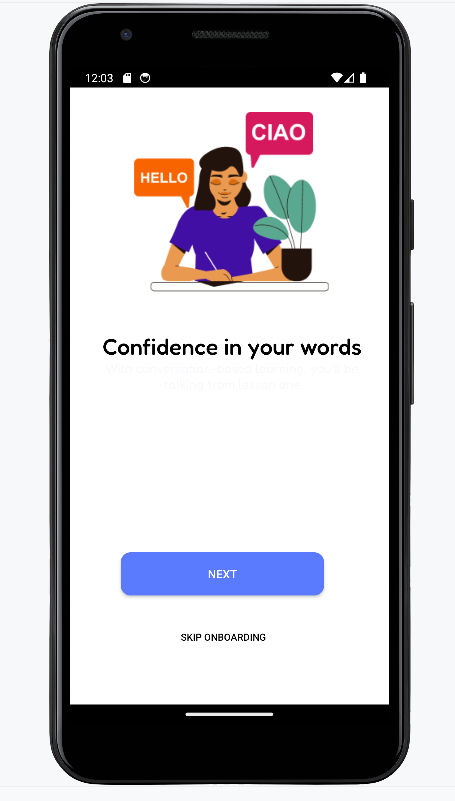 12:03
CIAO
HELLO
Confidence in your words
With conversation-based learning, you'll be
talking from lesson one
NEXT
SKIP ONBOARDING